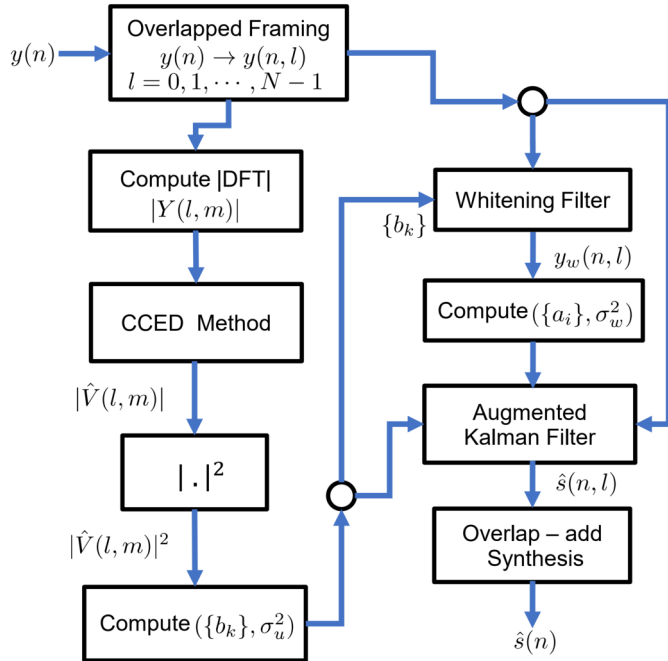 Overlapped Framing
y(n) → y(n, l)
l = 0, 1, ⋯ , N − 1
y(n)
Compute |DFT|
|Y(l, m)|
CCED Method
|V̂(l, m)|
|.|²
|V̂(l, m)|²
Compute ({b_k}, σ_u²)
Whitening Filter
{b_k}
y_w(n, l)
Compute ({a_i}, σ_w²)
Augmented
Kalman Filter
ŝ(n, l)
Overlap – add
Synthesis
ŝ(n)